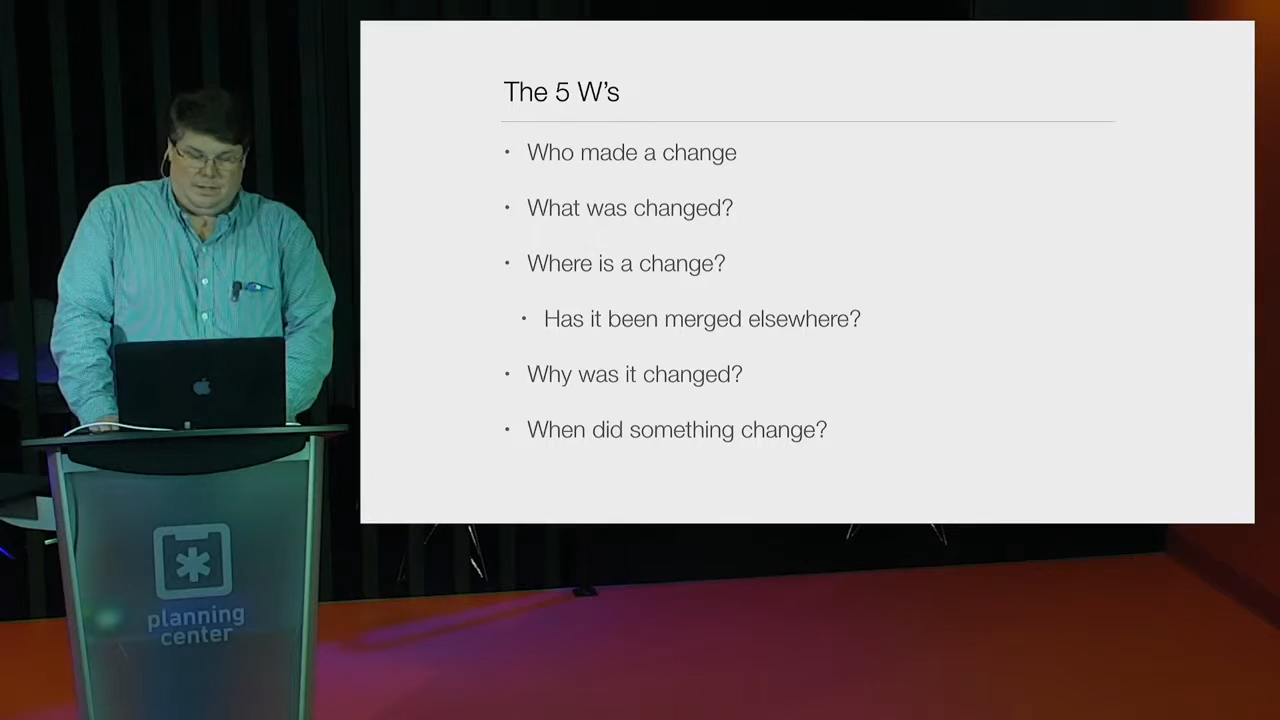 The 5 W's
• Who made a change
• What was changed?
• Where is a change?
• Has it been merged elsewhere?
• Why was it changed?
• When did something change?
planning
center